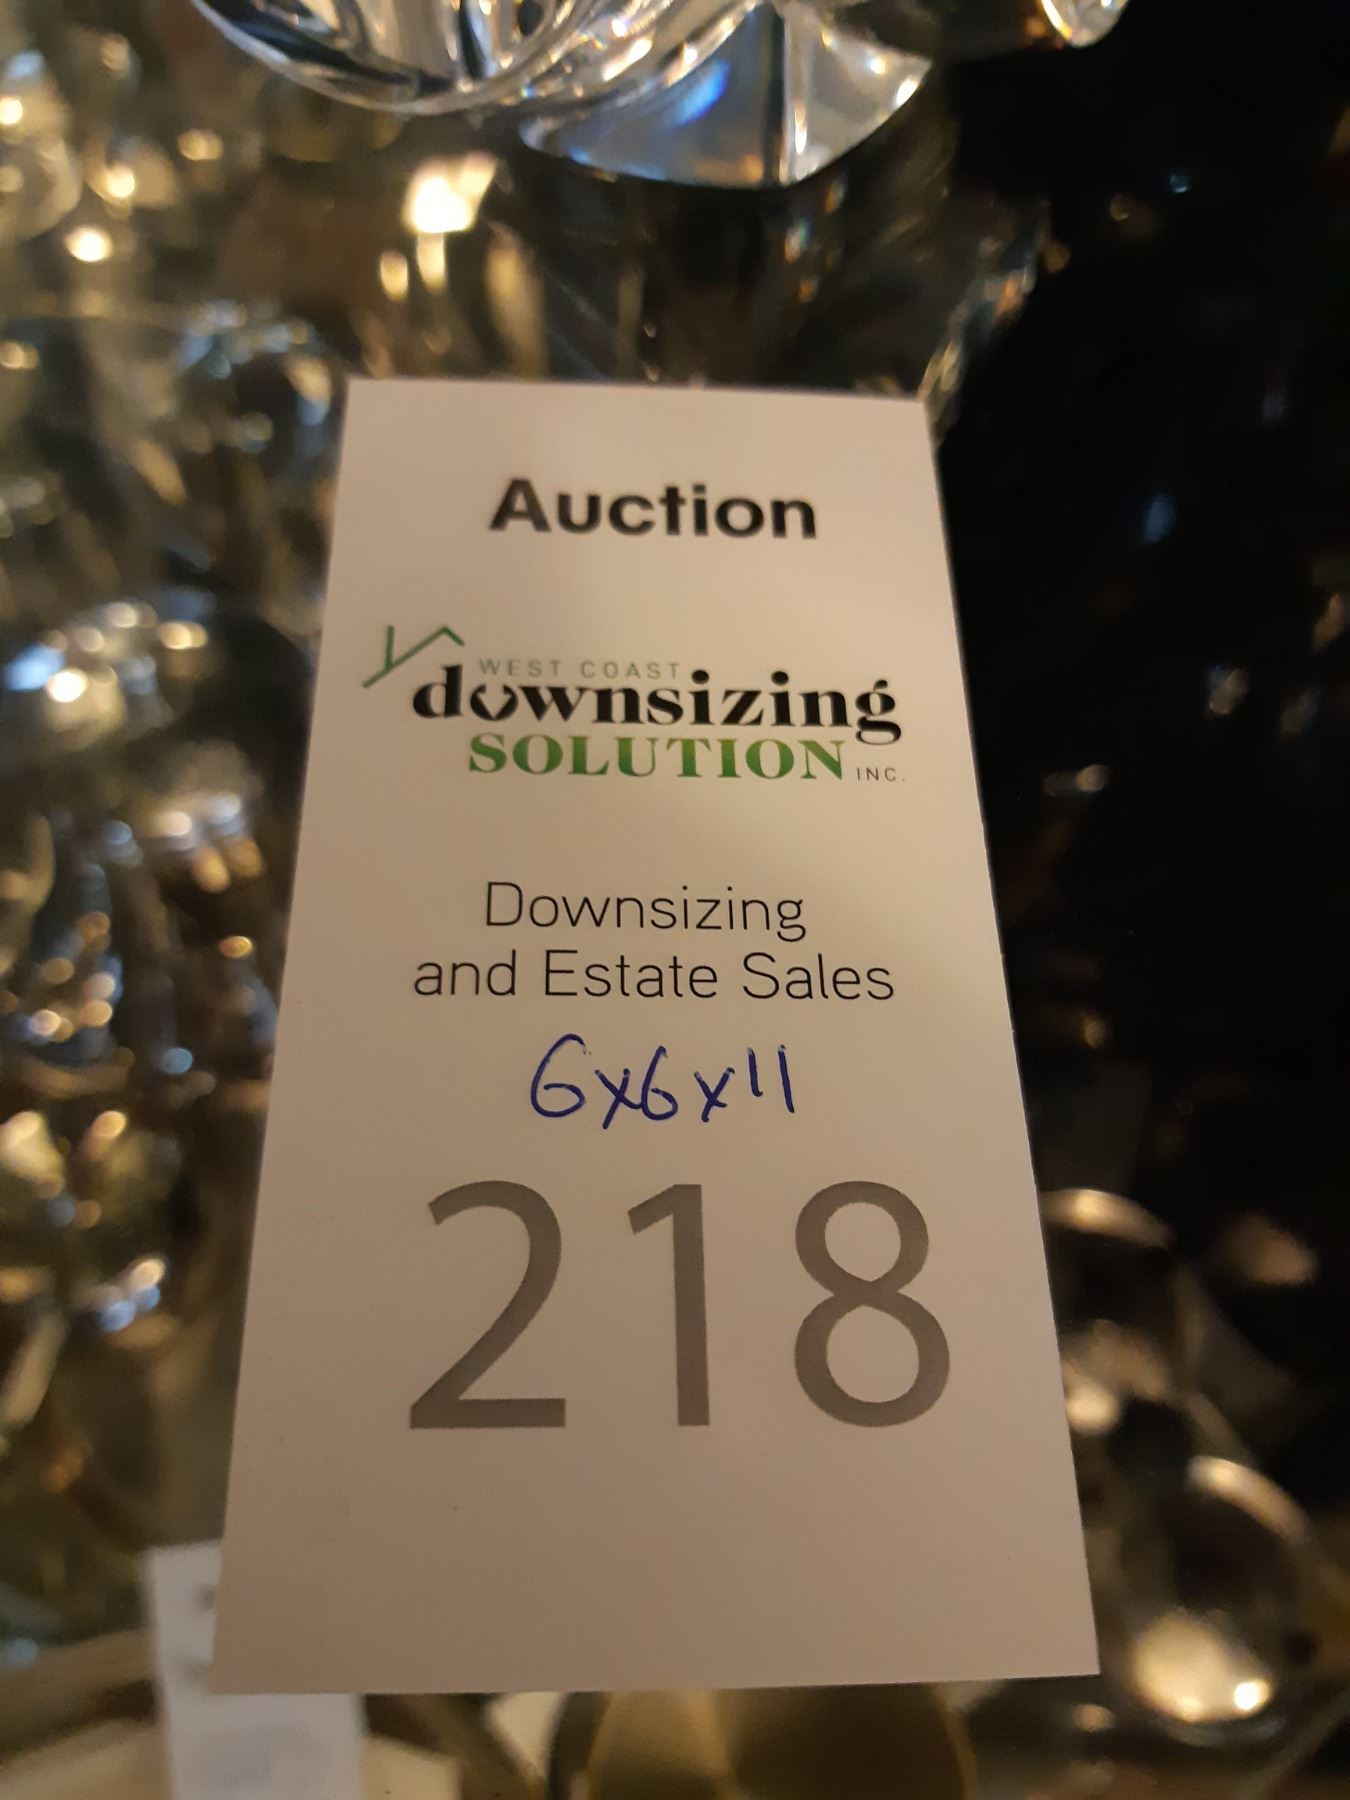 Auction
WEST COAST
downsizing
SOLUTION INC.
Downsizing
and Estate Sales
6x6x11
218